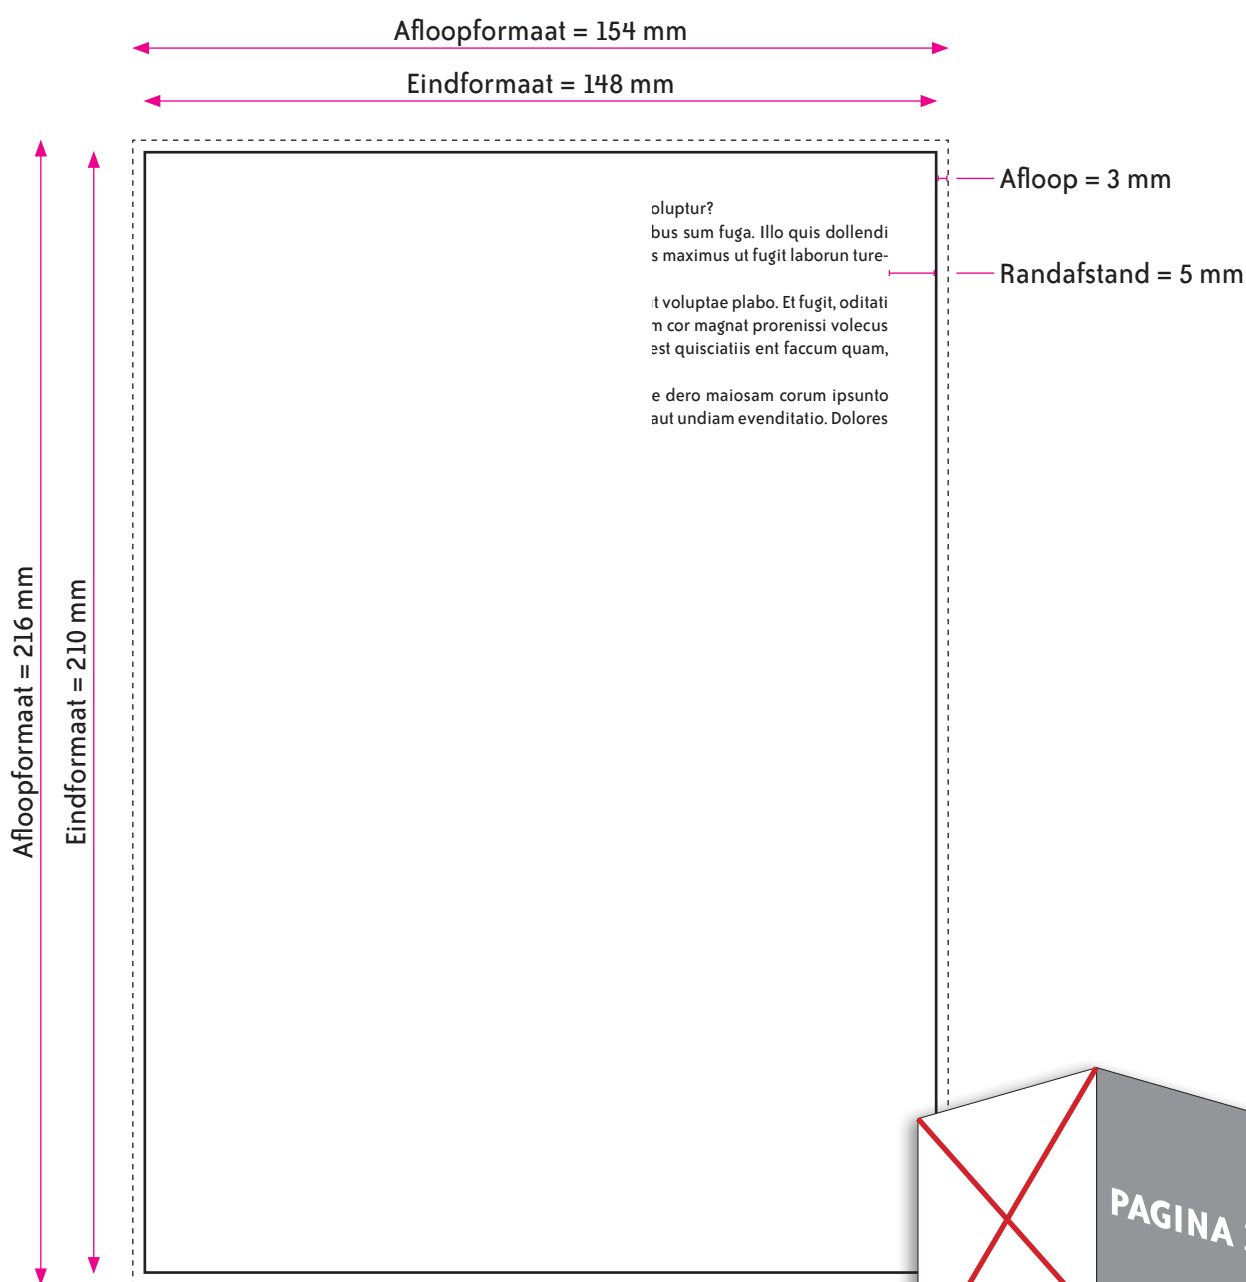 Afloopformaat = 154 mm
Eindformaat = 148 mm
Afloop = 3 mm
oluptur?
bus sum fuga. Illo quis dollendi
s maximus ut fugit laborun ture-
Randafstand = 5 mm
t voluptae plabo. Et fugit, oditati
m cor magnat prorenissi volecus
est quisciatiis ent faccum quam,
e dero maiosam corum ipsunto
aut undiam evenditatio. Dolores
Afloopformaat = 216 mm
Eindformaat = 210 mm
PAGINA